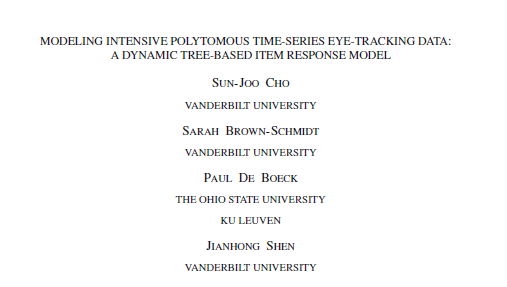 MODELING INTENSIVE POLYTOMOUS TIME-SERIES EYE-TRACKING DATA:
A DYNAMIC TREE-BASED ITEM RESPONSE MODEL
SUN-JOO CHO
VANDERBILT UNIVERSITY
SARAH BROWN-SCHMIDT
VANDERBILT UNIVERSITY
PAUL DE BOECK
THE OHIO STATE UNIVERSITY
KU LEUVEN
JIANHONG SHEN
VANDERBILT UNIVERSITY